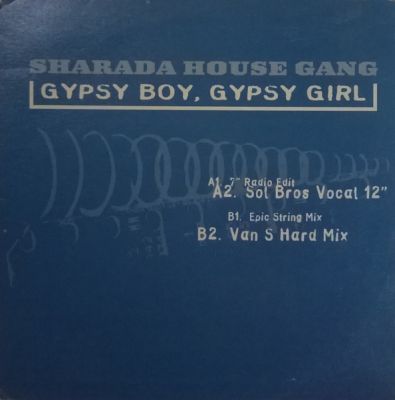 SHARADA HOUSE GANG
GYPSY BOY, GYPSY GIRL
A1. 7" Radio Edit
A2. Sol Bros Vocal 12"
B1. Epic String Mix
B2. Van S Hard Mix